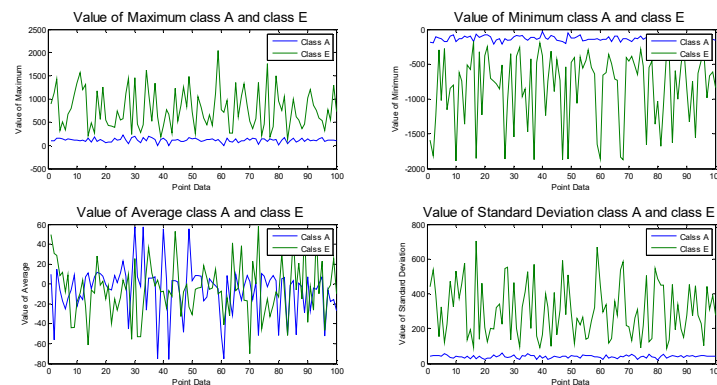 Value of Maximum class A and class E
2500
2000
1500
1000
500
0
-500
Value of Maximum
Class A
Class E
0 10 20 30 40 50 60 70 80 90 100
Point Data
Value of Minimum class A and class E
0
-500
-1000
-1500
-2000
Value of Minimum
Class A
Calss E
0 10 20 30 40 50 60 70 80 90 100
Point Data
Value of Average class A and class E
60
40
20
0
-20
-40
-60
-80
Value of Average
Calss A
Class E
0 10 20 30 40 50 60 70 80 90 100
Point Data
Value of Standard Deviation class A and class E
800
600
400
200
0
Value of Standard Deviation
Class A
Class E
0 10 20 30 40 50 60 70 80 90 100
Point Data